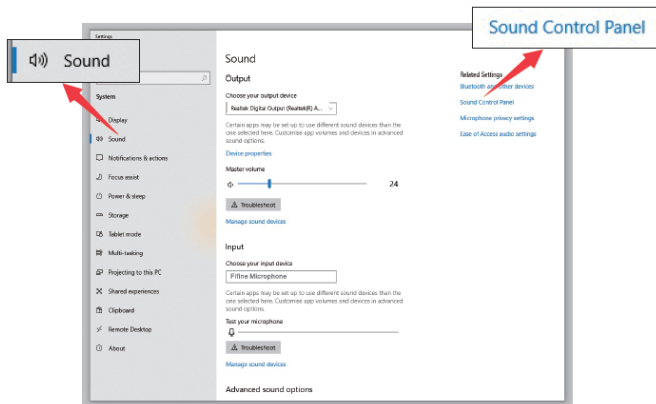 Settings
Sound Control Panel
Sound
System
Display
Sound
Notifications & actions
Focus assist
Power & sleep
Storage
Tablet mode
Multi-tasking
Projecting to this PC
Shared experiences
Clipboard
Remote Desktop
About
Sound
Output
Choose your output device
Realtek Digital Output (Realtek(R) A...
Certain apps may be set up to use different sound devices than the
one selected here. Customise app volumes and devices in advanced
sound options.
Device properties
Master volume
24
Troubleshoot
Manage sound devices
Input
Choose your input device
Fifine Microphone
Certain apps may be set up to use different sound devices than the
one selected here. Customise app volumes and devices in advanced
sound options.
Test your microphone
Troubleshoot
Manage sound devices
Advanced sound options
Related Settings
Bluetooth and other devices
Sound Control Panel
Microphone privacy settings
Ease of Access audio settings